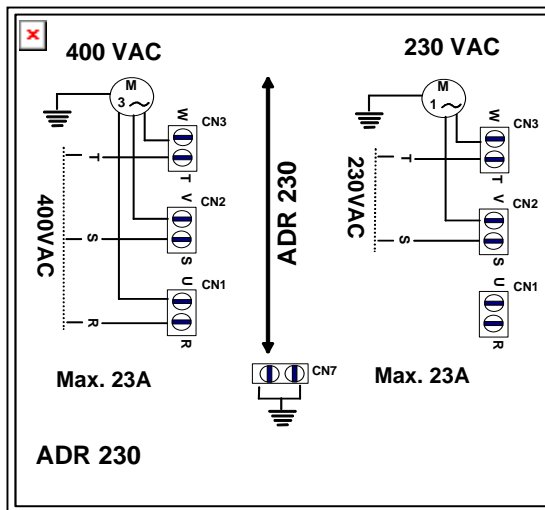 400 VAC
M
3
W
CN3
T
T
V
CN2
S
S
U
CN1
R
R
400VAC
Max. 23A
ADR 230
CN7
230 VAC
M
1
W
CN3
T
T
V
CN2
S
S
U
CN1
R
230VAC
Max. 23A
ADR 230